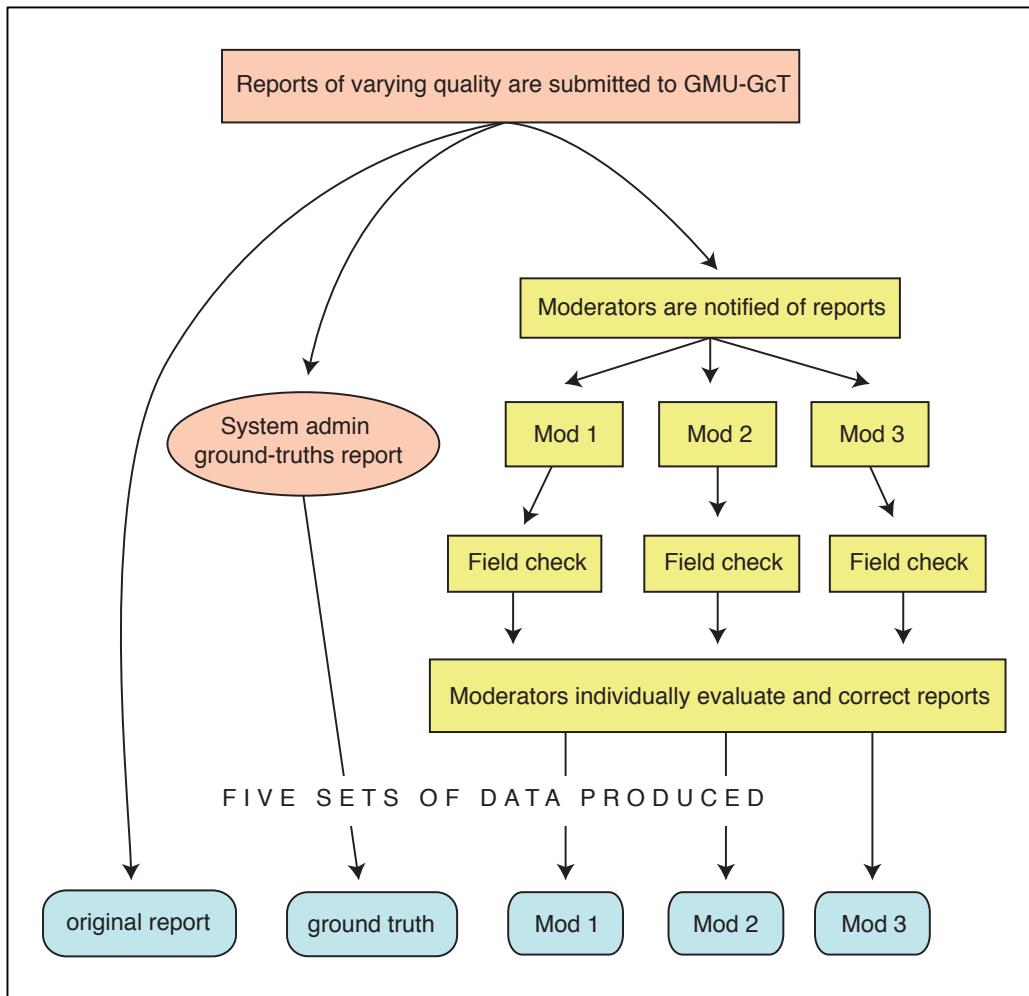 Reports of varying quality are submitted to GMU-GcT
Moderators are notified of reports
System admin
ground-truths report
Mod 1
Mod 2
Mod 3
Field check
Field check
Field check
Moderators individually evaluate and correct reports
FIVE SETS OF DATA PRODUCED
original report
ground truth
Mod 1
Mod 2
Mod 3